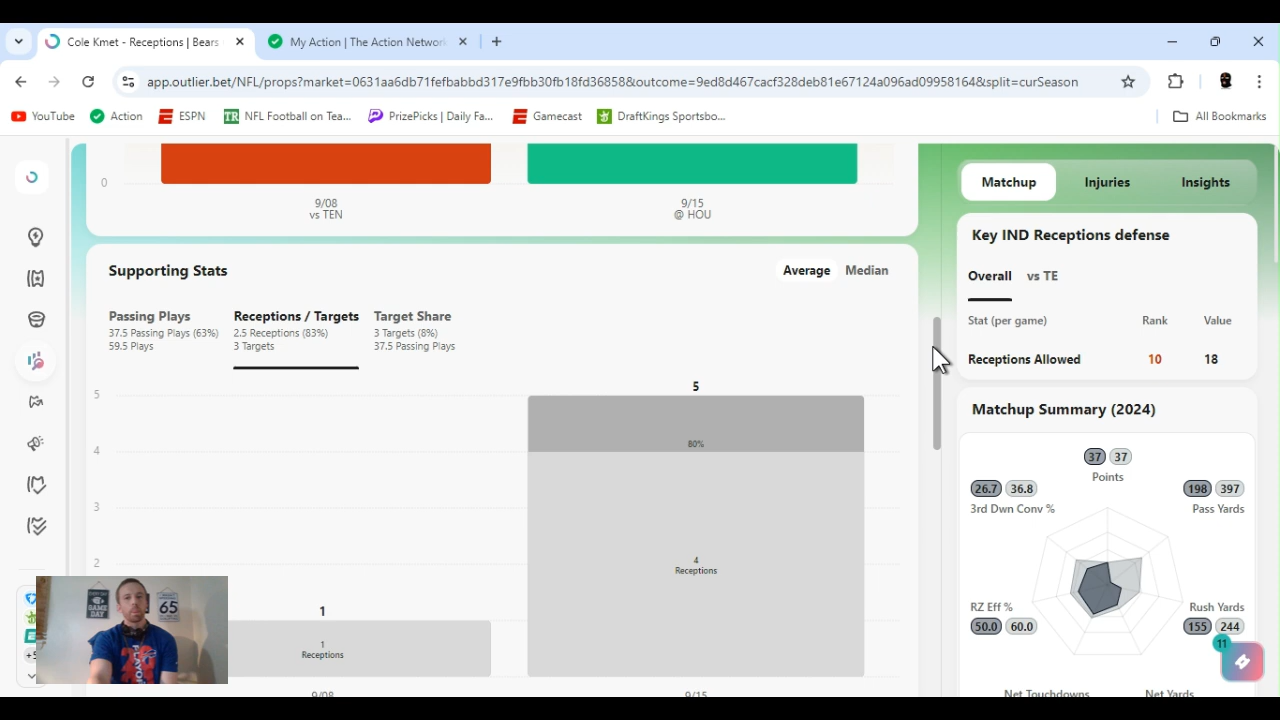 Cole Kmet - Receptions | Bears
My Action | The Action Networ
app.outlier.bet/NFL/props?market=0631aa6db71fefbabbd317e9fbb30fb18fd36858&outcome=9ed8d467cacf328deb81e67124a096ad09958164&split=curSeason
YouTube
Action
ESPN
NFL Football on Tea...
PrizePicks | Daily Fa...
Gamecast
DraftKings Sportsbo...
All Bookmarks
0
9/08
vs TEN
9/15
@ HOU
Matchup
Injuries
Insights
Key IND Receptions defense
Overall
vs TE
Stat (per game)
Rank
Value
Receptions Allowed
10
18
Supporting Stats
Average
Median
Passing Plays
37.5 Passing Plays (63%)
59.5 Plays
Receptions / Targets
2.5 Receptions (83%)
3 Targets
Target Share
3 Targets (8%)
37.5 Passing Plays
5
4
3
2
5
80%
4
Receptions
1
1
Receptions
9/08
9/15
Matchup Summary (2024)
37 37
Points
26.7 36.8
3rd Dwn Conv %
198 397
Pass Yards
RZ Eff %
50.0 60.0
Rush Yards
155 244
Net Touchdowns
Net Yards
11
GAME
DAY
65